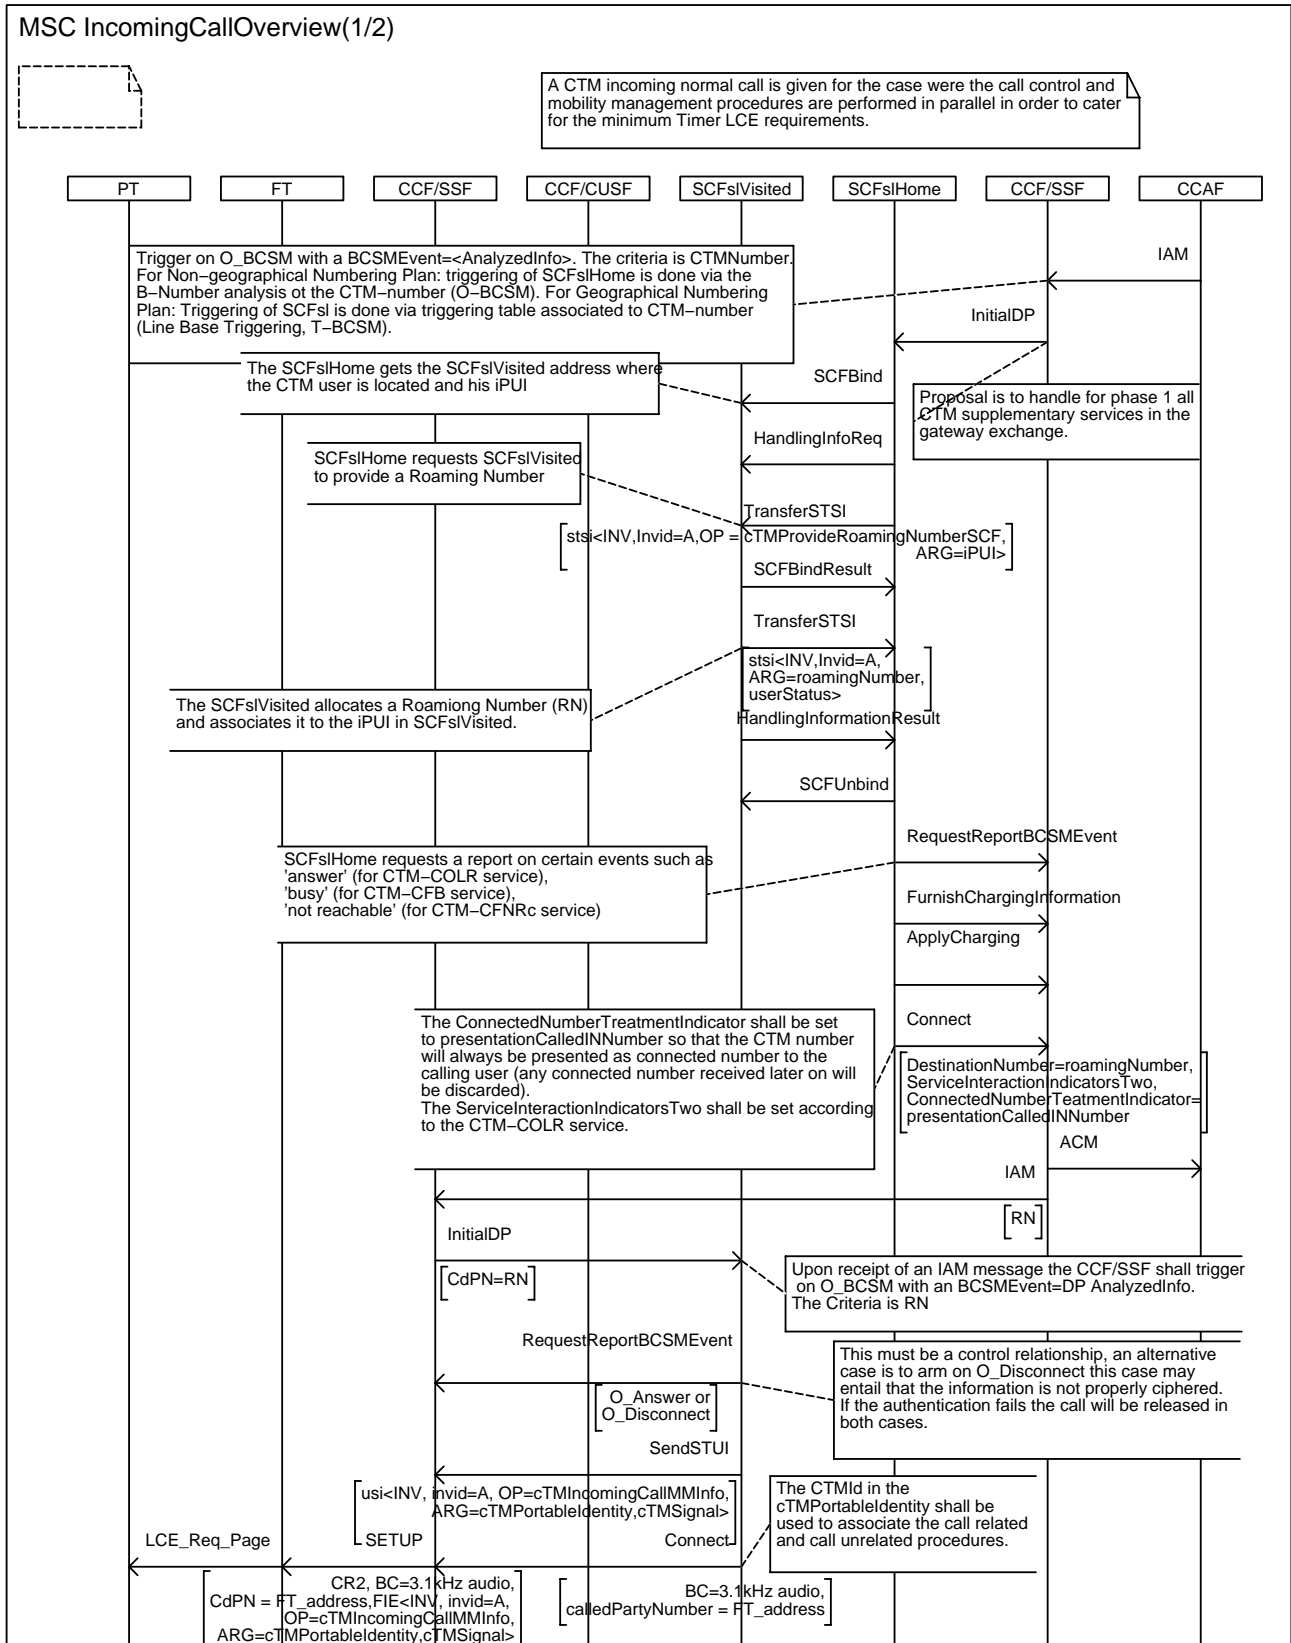 MSC IncomingCallOverview(1/2)
A CTM incoming normal call is given for the case were the call control and
mobility management procedures are performed in parallel in order to cater
for the minimum Timer LCE requirements.
PT
FT
CCF/SSF
CCF/CUSF
SCFslVisited
SCFslHome
CCF/SSF
CCAF
Trigger on O_BCSM with a BCSMEvent=<AnalyzedInfo>. The criteria is CTMNumber.
For Non−geographical Numbering Plan: triggering of SCFslHome is done via the
B−Number analysis ot the CTM−number (O−BCSM). For Geographical Numbering
Plan: Triggering of SCFsl is done via triggering table associated to CTM−number
(Line Base Triggering, T−BCSM).
IAM
InitialDP
The SCFslHome gets the SCFslVisited address where
the CTM user is located and his iPUI
SCFBind
Proposal is to handle for phase 1 all
CTM supplementary services in the
gateway exchange.
HandlingInfoReq
SCFslHome requests SCFslVisited
to provide a Roaming Number
TransferSTSI
stsi<INV,Invid=A,OP = cTMProvideRoamingNumberSCF,
ARG=iPUI>
SCFBindResult
TransferSTSI
stsi<INV,Invid=A,
ARG=roamingNumber,
userStatus>
The SCFslVisited allocates a Roamiong Number (RN)
and associates it to the iPUI in SCFslVisited.
HandlingInformationResult
SCFUnbind
RequestReportBCSMEvent
SCFslHome requests a report on certain events such as
’answer’ (for CTM−COLR service),
’busy’ (for CTM−CFB service),
’not reachable’ (for CTM−CFNRc service)
FurnishChargingInformation
ApplyCharging
Connect
The ConnectedNumberTreatmentIndicator shall be set
to presentationCalledINNumber so that the CTM number
will always be presented as connected number to the
calling user (any connected number received later on will
be discarded).
The ServiceInteractionIndicatorsTwo shall be set according
to the CTM−COLR service.
DestinationNumber=roamingNumber,
ServiceInteractionIndicatorsTwo,
ConnectedNumberTeatmentIndicator=
presentationCalledINNumber
ACM
IAM
RN
InitialDP
CdPN=RN
Upon receipt of an IAM message the CCF/SSF shall trigger
on O_BCSM with an BCSMEvent=DP AnalyzedInfo.
The Criteria is RN
RequestReportBCSMEvent
This must be a control relationship, an alternative
case is to arm on O_Disconnect this case may
entail that the information is not properly ciphered.
If the authentication fails the call will be released in
both cases.
O_Answer or
O_Disconnect
SendSTUI
usi<INV, invid=A, OP=cTMIncomingCallMMInfo,
ARG=cTMPortableIdentity,cTMSignal>
The CTMId in the
cTMPortableIdentity shall be
used to associate the call related
and call unrelated procedures.
LCE_Req_Page
SETUP
Connect
CR2, BC=3.1kHz audio,
CdPN = FT_address,FIE<INV, invid=A,
OP=cTMIncomingCallMMInfo,
ARG=cTMPortableIdentity,cTMSignal>
BC=3.1kHz audio,
calledPartyNumber = FT_address